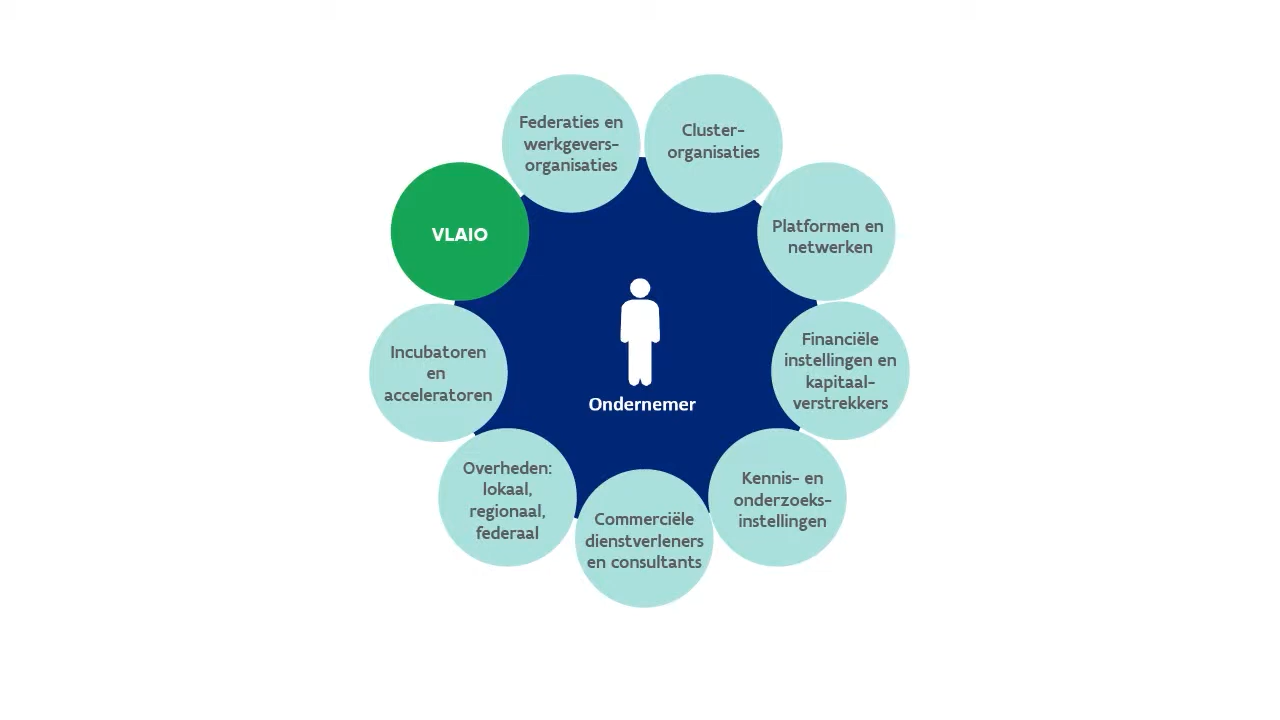 Federaties en
werkgevers-
organisaties
Cluster-
organisaties
VLAIO
Platformen en
netwerken
Incubatoren
en
acceleratoren
Ondernemer
Financiële
instellingen en
kapitaal-
verstrekkers
Overheden:
lokaal,
regionaal,
federaal
Commerciële
dienstverleners
en consultants
Kennis- en
onderzoeks-
instellingen